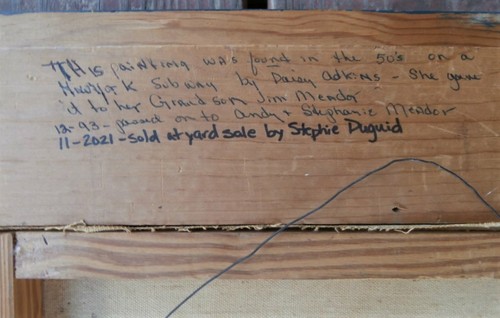 THis painting was found in the 50's on a
Newyork Subway by Daisy Adkins - She gave
it to her Grandson Jim Meador
12-93- passed on to Andy + Stephanie Meador
11-2021-sold at yard sale by Stephie Duguid